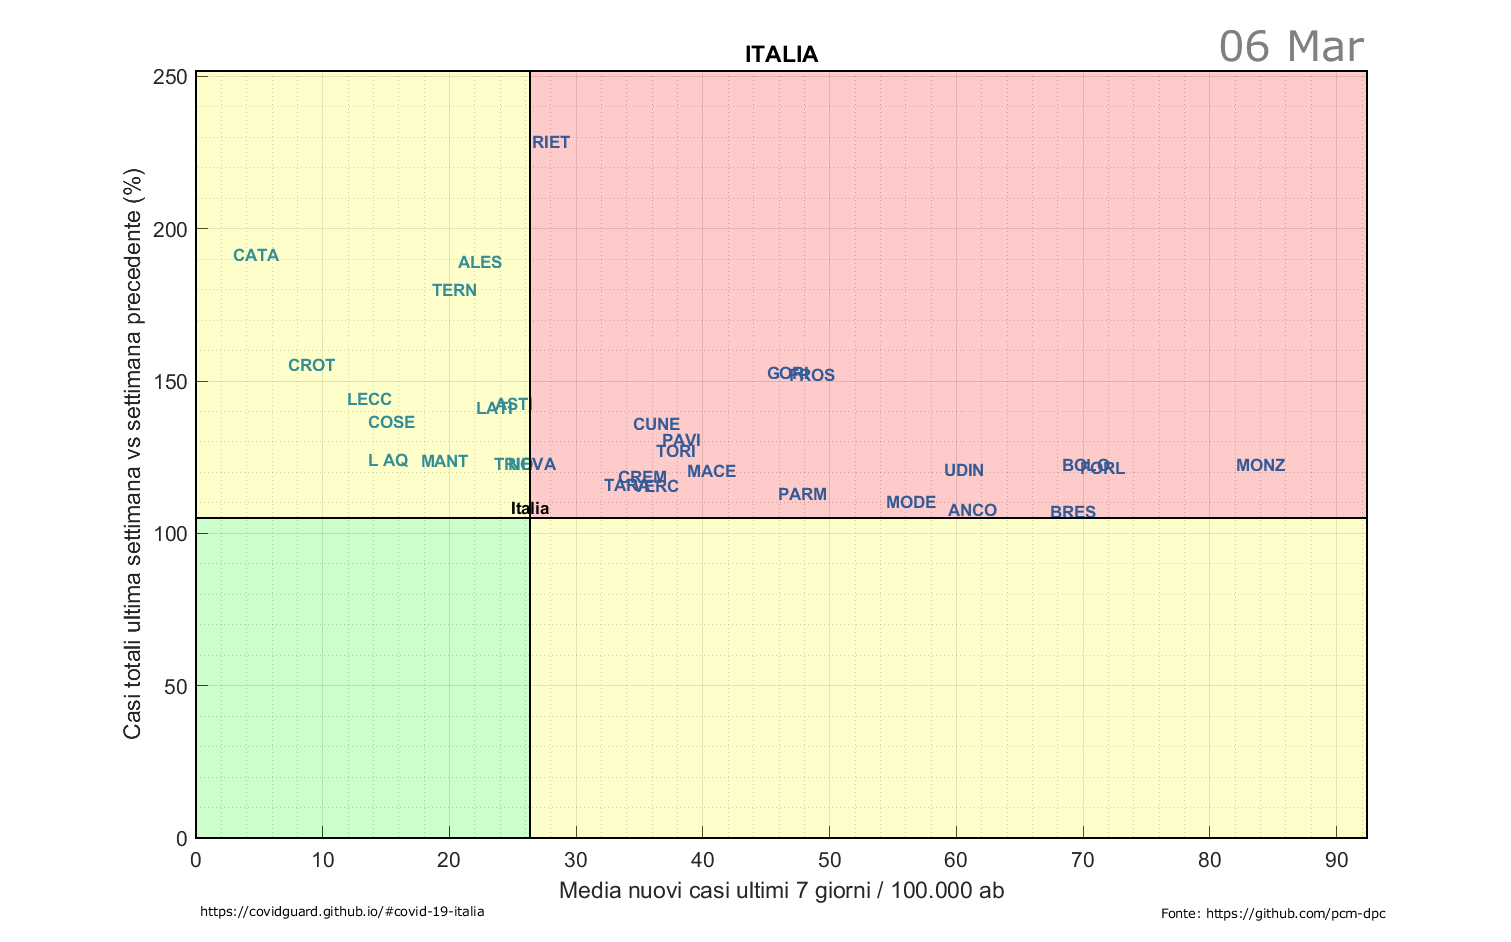 06 Mar
ITALIA
250
200
150
100
50
0
Casi totali ultima settimana vs settimana precedente (%)
RIET
CATA
ALES
TERN
CROT
GORI
FROS
LECC
ASTI
LATI
COSE
CUNE
PAVI
TORI
L AQ
MANT
NOVA
MACE
UDIN
BOLO
FORL
MONZ
CREM
TARA
VERC
PARM
MODE
ANCO
BRES
Italia
0 10 20 30 40 50 60 70 80 90
Media nuovi casi ultimi 7 giorni / 100.000 ab
https://covidguard.github.io/#covid-19-italia
Fonte: https://github.com/pcm-dpc